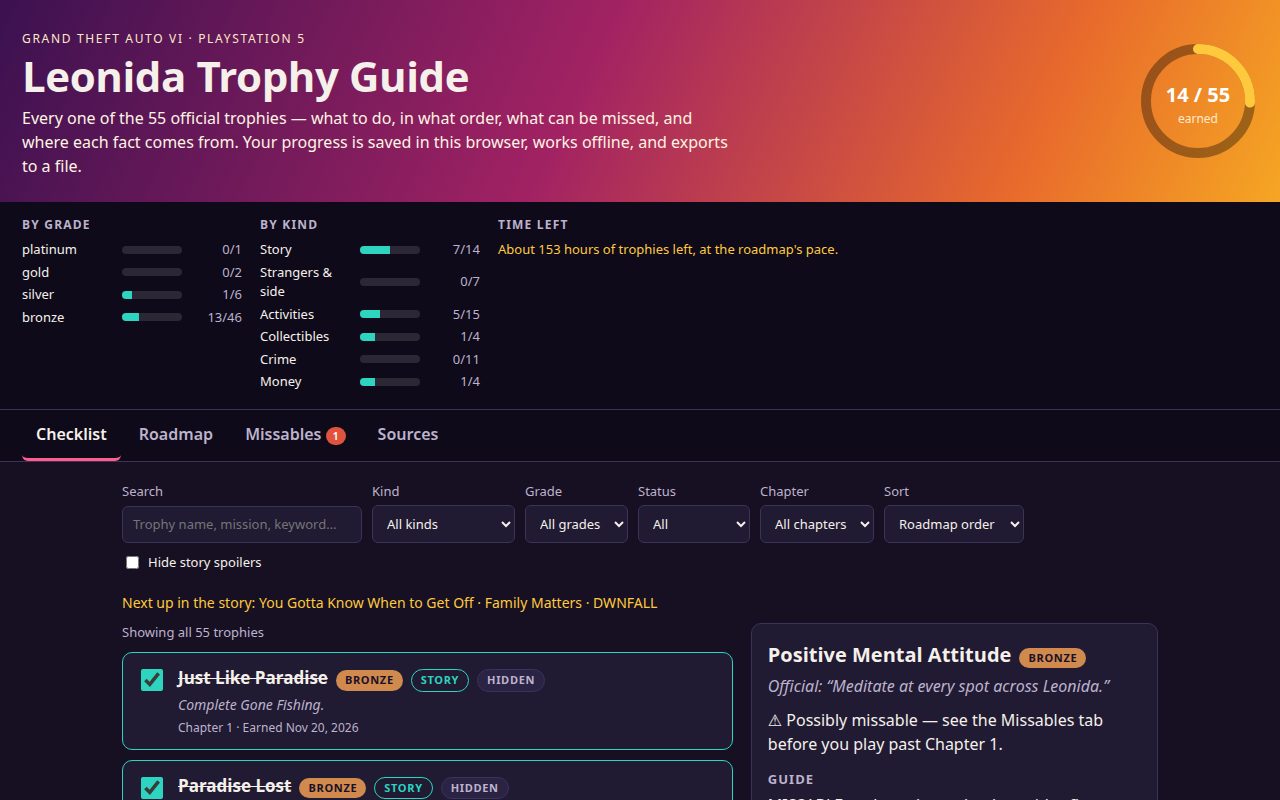 GRAND THEFT AUTO VI · PLAYSTATION 5
Leonida Trophy Guide
Every one of the 55 official trophies — what to do, in what order, what can be missed, and
where each fact comes from. Your progress is saved in this browser, works offline, and exports
to a file.
14 / 55
earned
BY GRADE
platinum 0/1
gold 0/2
silver 1/6
bronze 13/46
BY KIND
Story 7/14
Strangers &
side 0/7
Activities 5/15
Collectibles 1/4
Crime 0/11
Money 1/4
TIME LEFT
About 153 hours of trophies left, at the roadmap's pace.
Checklist Roadmap Missables 1 Sources
Search Kind Grade Status Chapter Sort
Trophy name, mission, keyword... All kinds All grades All All chapters Roadmap order
Hide story spoilers
Next up in the story: You Gotta Know When to Get Off · Family Matters · DWNFALL
Showing all 55 trophies
Just Like Paradise BRONZE STORY HIDDEN
Complete Gone Fishing.
Chapter 1 · Earned Nov 20, 2026
Paradise Lost BRONZE STORY HIDDEN
Positive Mental Attitude BRONZE
Official: “Meditate at every spot across Leonida.”
⚠ Possibly missable — see the Missables tab
before you play past Chapter 1.
GUIDE